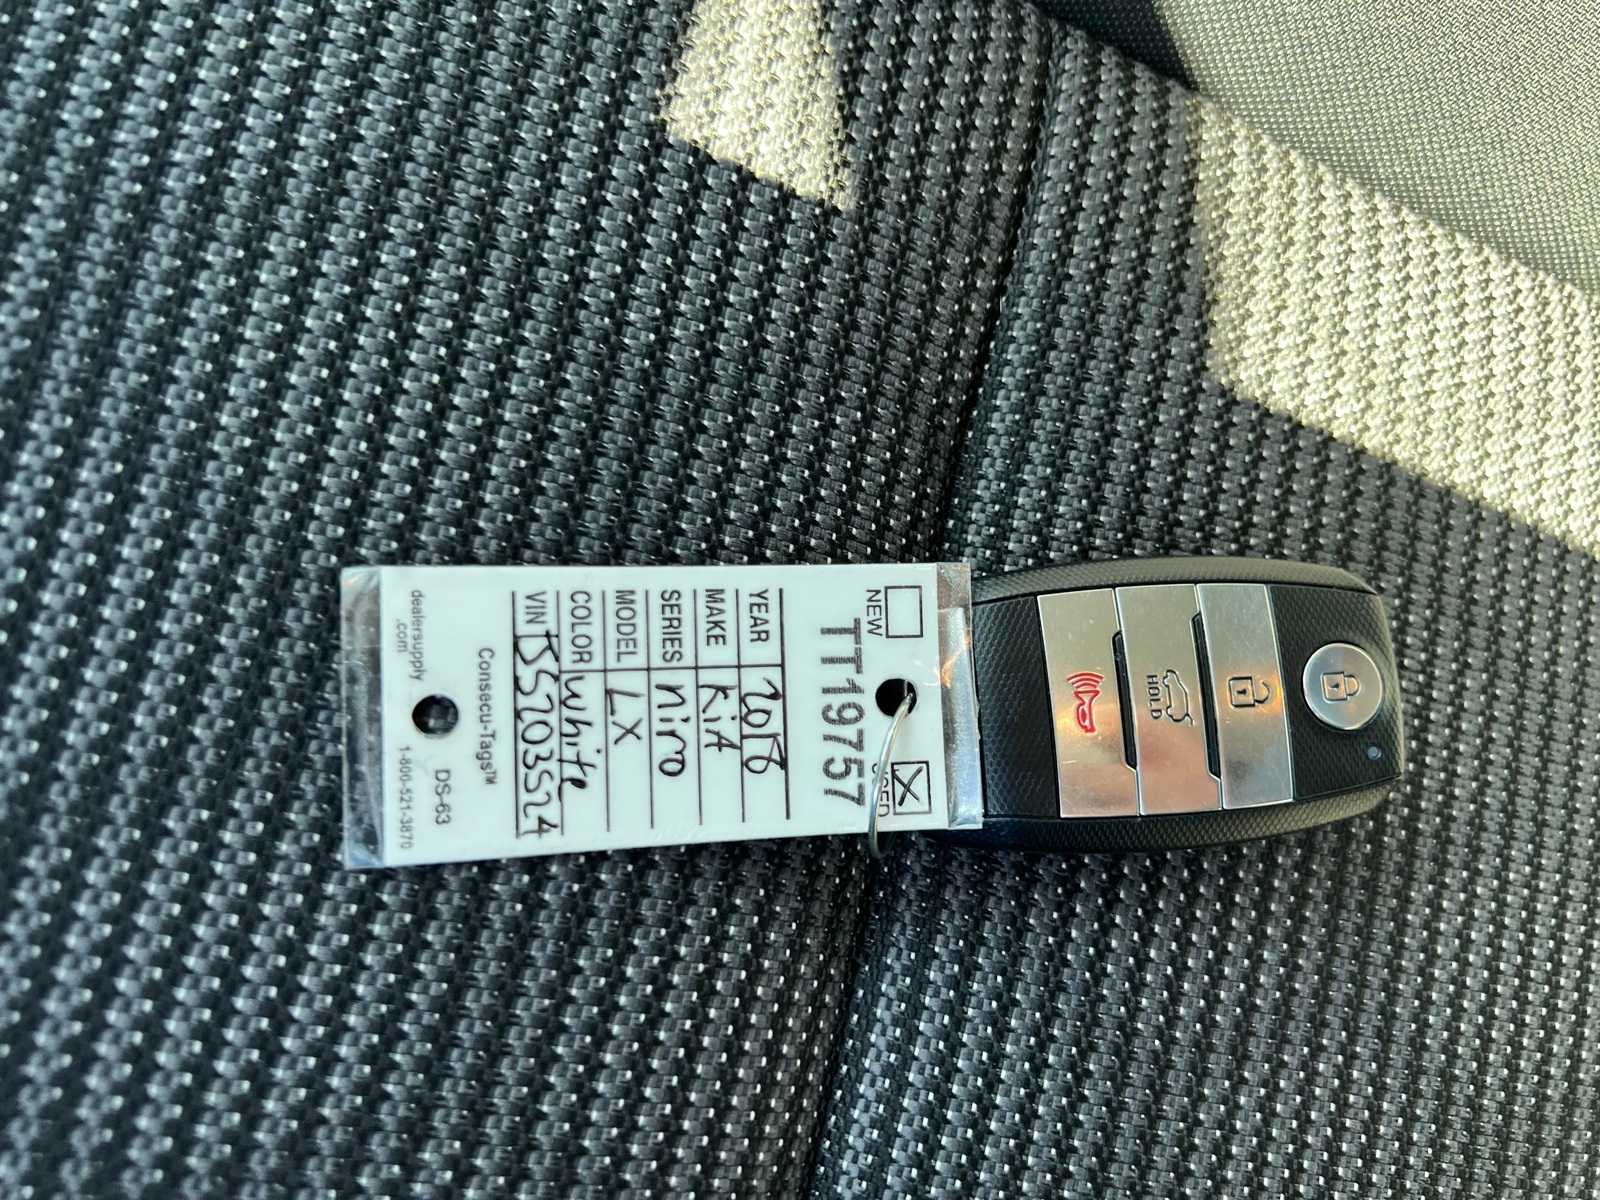 NEW USED
TT19757
YEAR 2018
MAKE KiA
SERIES niro
MODEL LX
COLOR white
VIN J5203524
Consecu-Tags™
DS-63
dealersupply
.com
1-800-521-3870
HOLD